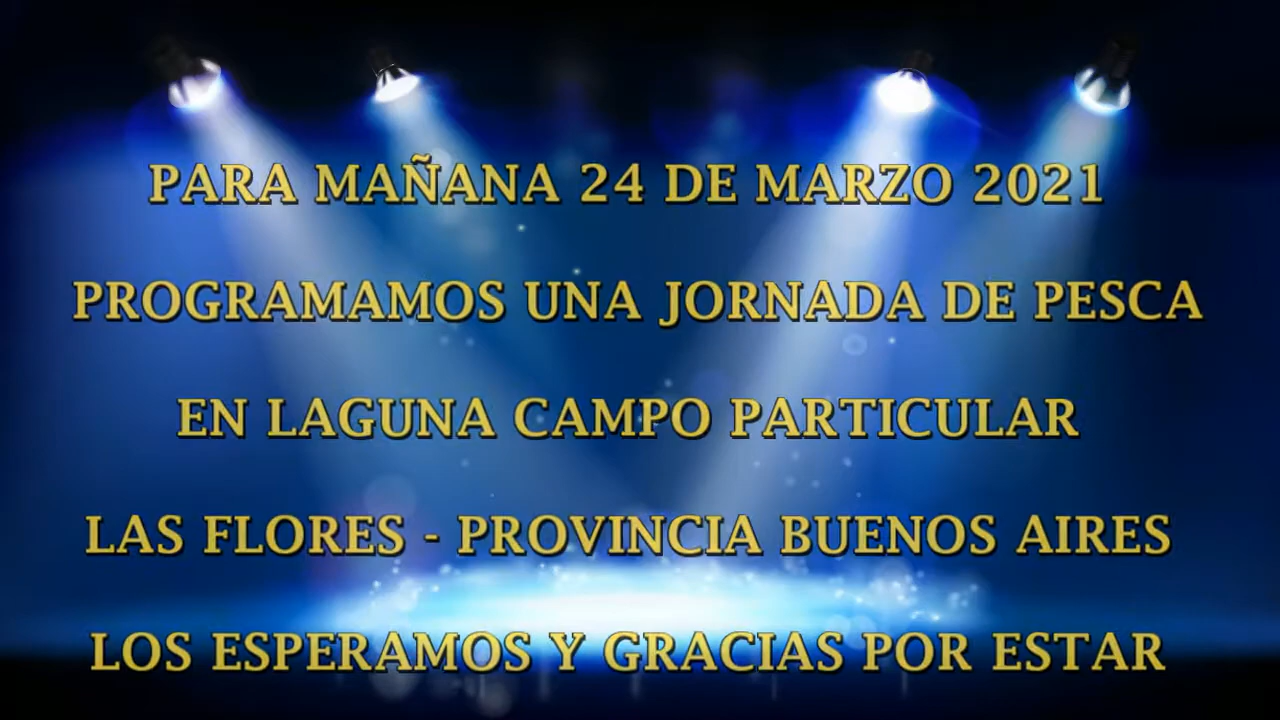 PARA MAÑANA 24 DE MARZO 2021
PROGRAMAMOS UNA JORNADA DE PESCA
EN LAGUNA CAMPO PARTICULAR
LAS FLORES - PROVINCIA BUENOS AIRES
LOS ESPERAMOS Y GRACIAS POR ESTAR